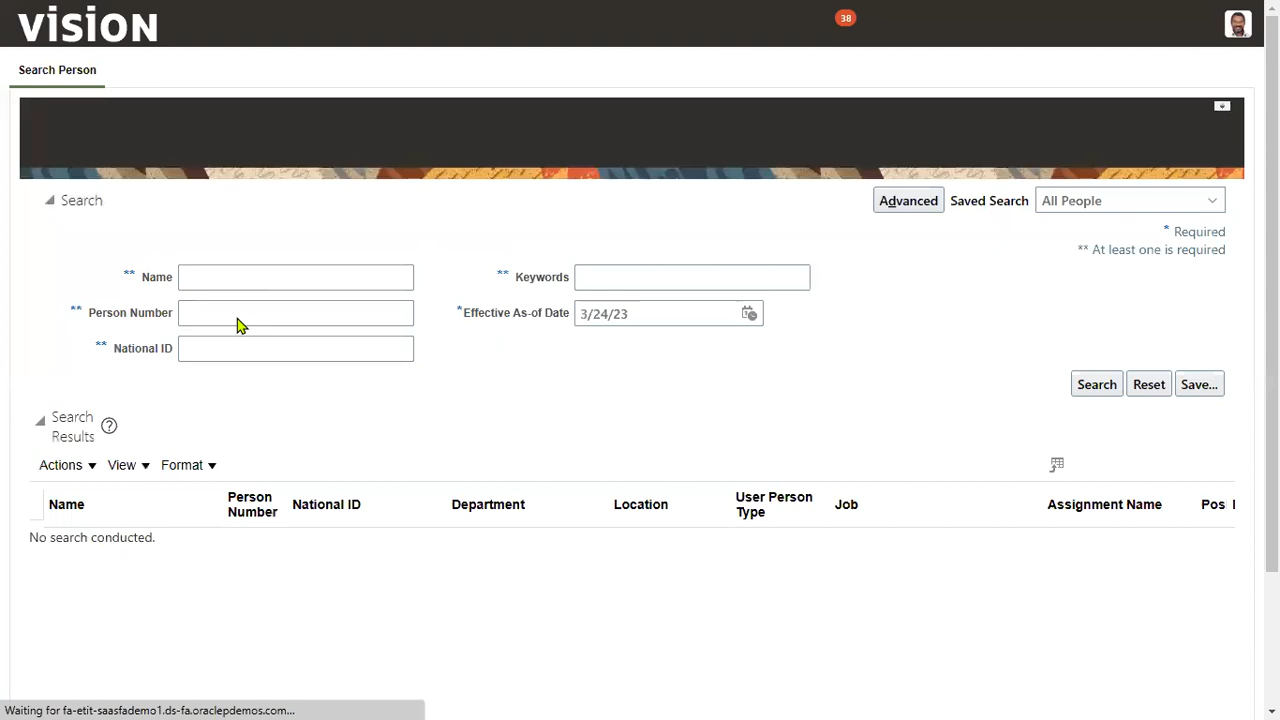 vision
38
Search Person
Search
Advanced Saved Search All People
* Required
** At least one is required
** Name
** Keywords
** Person Number
*Effective As-of Date 3/24/23
** National ID
Search Reset Save...
Search
Results ?
Actions View Format
Name Person Number National ID Department Location User Person Type Job Assignment Name Pos
No search conducted.
Waiting for fa-etit-saasfademo1.ds-fa.oraclepdemos.com...